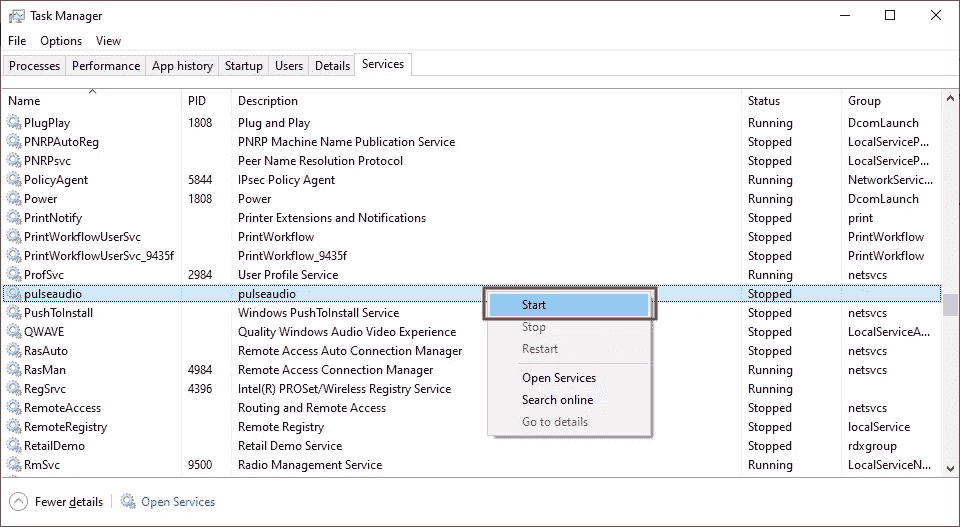 Task Manager
File Options View
Processes Performance App history Startup Users Details Services
Name PID Description Status Group
PlugPlay 1808 Plug and Play Running DcomLaunch
PNRPAutoReg PNRP Machine Name Publication Service Stopped LocalServiceP...
PNRPsvc Peer Name Resolution Protocol Stopped LocalServiceP...
PolicyAgent 5844 IPsec Policy Agent Running NetworkServic...
Power 1808 Power Running DcomLaunch
PrintNotify Printer Extensions and Notifications Stopped print
PrintWorkflowUserSvc PrintWorkflow Stopped PrintWorkflow
PrintWorkflowUserSvc_9435f PrintWorkflow_9435f Stopped PrintWorkflow
ProfSvc 2984 User Profile Service Running netsvcs
pulseaudio pulseaudio Stopped
PushToInstall Windows PushToInstall Service Stopped netsvcs
QWAVE Quality Windows Audio Video Experience Stopped LocalServiceA...
RasAuto Remote Access Auto Connection Manager Stopped netsvcs
RasMan 4984 Remote Access Connection Manager Running netsvcs
RegSrvc 4396 Intel(R) PROSet/Wireless Registry Service Running
RemoteAccess Routing and Remote Access Stopped netsvcs
RemoteRegistry Remote Registry Stopped localService
RetailDemo Retail Demo Service Stopped rdxgroup
RmSvc 9500 Radio Management Service Running LocalServiceN...
Start
Stop
Restart
Open Services
Search online
Go to details
Fewer details Open Services